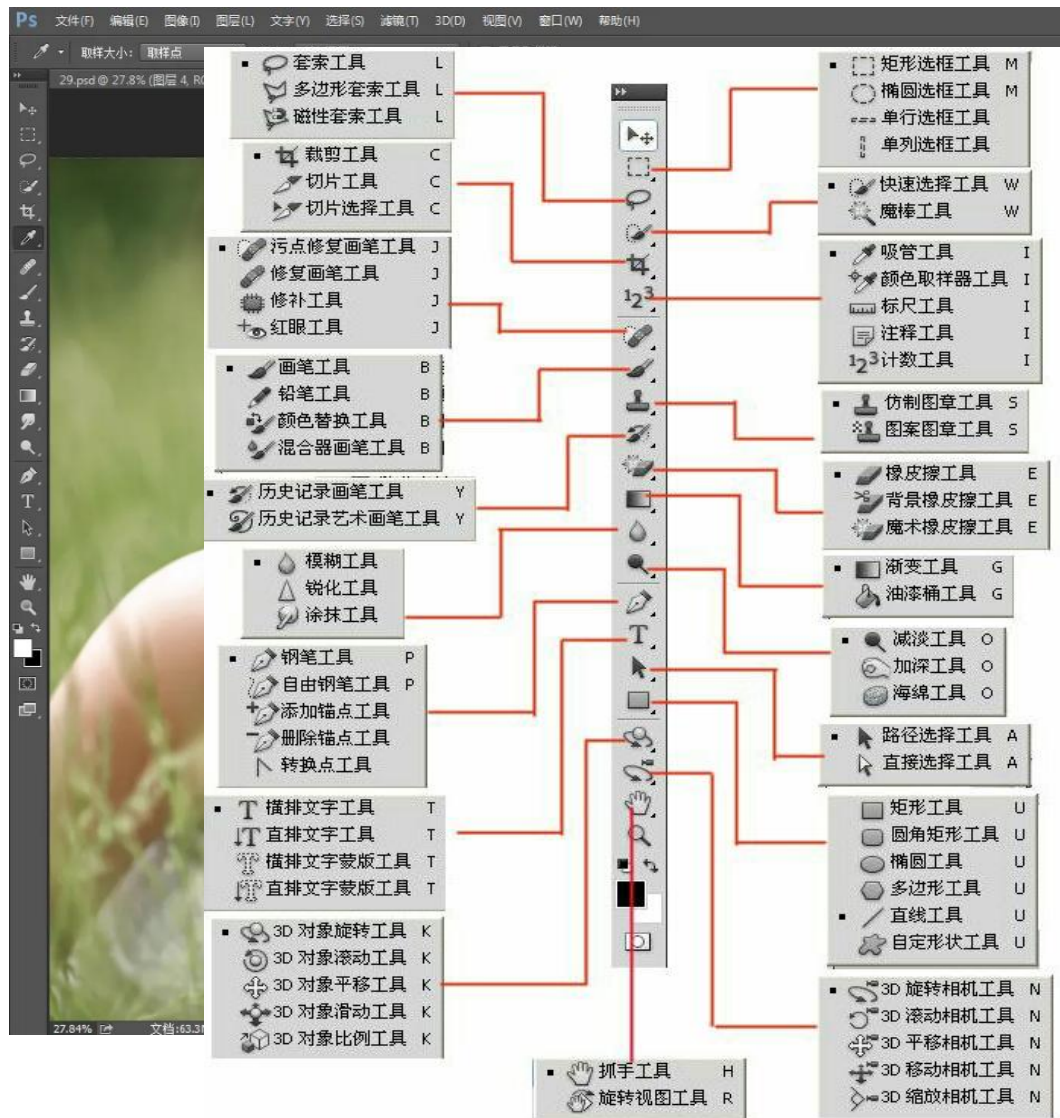 Ps 文件(F) 编辑(E) 图像(I) 图层(L) 文字(Y) 选择(S) 滤镜(T) 3D(D) 视图(V) 窗口(W) 帮助(H)
取样大小: 取样点
29.psd @ 27.8% (图层 4, RG
套索工具 L
多边形套索工具 L
磁性套索工具 L
裁剪工具 C
切片工具 C
切片选择工具 C
污点修复画笔工具 J
修复画笔工具 J
修补工具 J
红眼工具 J
画笔工具 B
铅笔工具 B
颜色替换工具 B
混合器画笔工具 B
历史记录画笔工具 Y
历史记录艺术画笔工具 Y
模糊工具
锐化工具
涂抹工具
钢笔工具 P
自由钢笔工具 P
添加锚点工具
删除锚点工具
转换点工具
横排文字工具 T
直排文字工具 T
横排文字蒙版工具 T
直排文字蒙版工具 T
3D 对象旋转工具 K
3D 对象滚动工具 K
3D 对象平移工具 K
3D 对象滑动工具 K
3D 对象比例工具 K
矩形选框工具 M
椭圆选框工具 M
单行选框工具
单列选框工具
快速选择工具 W
魔棒工具 W
吸管工具 I
颜色取样器工具 I
标尺工具 I
注释工具 I
123计数工具 I
仿制图章工具 S
图案图章工具 S
橡皮擦工具 E
背景橡皮擦工具 E
魔术橡皮擦工具 E
渐变工具 G
油漆桶工具 G
减淡工具 O
加深工具 O
海绵工具 O
路径选择工具 A
直接选择工具 A
矩形工具 U
圆角矩形工具 U
椭圆工具 U
多边形工具 U
直线工具 U
自定形状工具 U
3D 旋转相机工具 N
3D 滚动相机工具 N
3D 平移相机工具 N
3D 移动相机工具 N
3D 缩放相机工具 N
抓手工具 H
旋转视图工具 R
27.84% 文档:63.3M